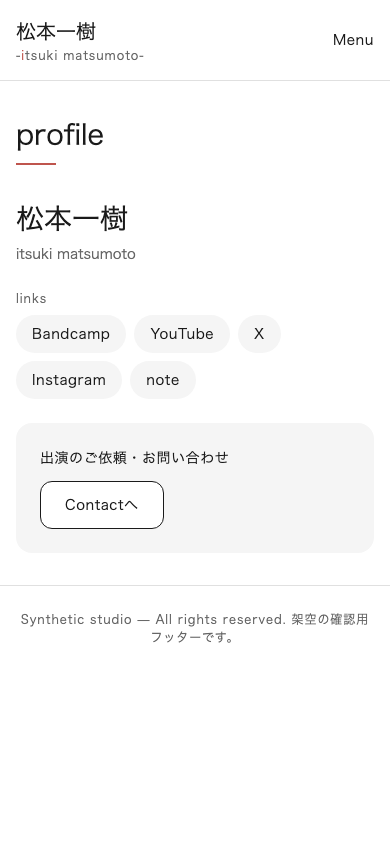 松本一樹
-itsuki matsumoto-
Menu
profile
松本一樹
itsuki matsumoto
links
Bandcamp
YouTube
X
Instagram
note
出演のご依頼・お問い合わせ
Contactへ
Synthetic studio — All rights reserved. 架空の確認用
フッターです。